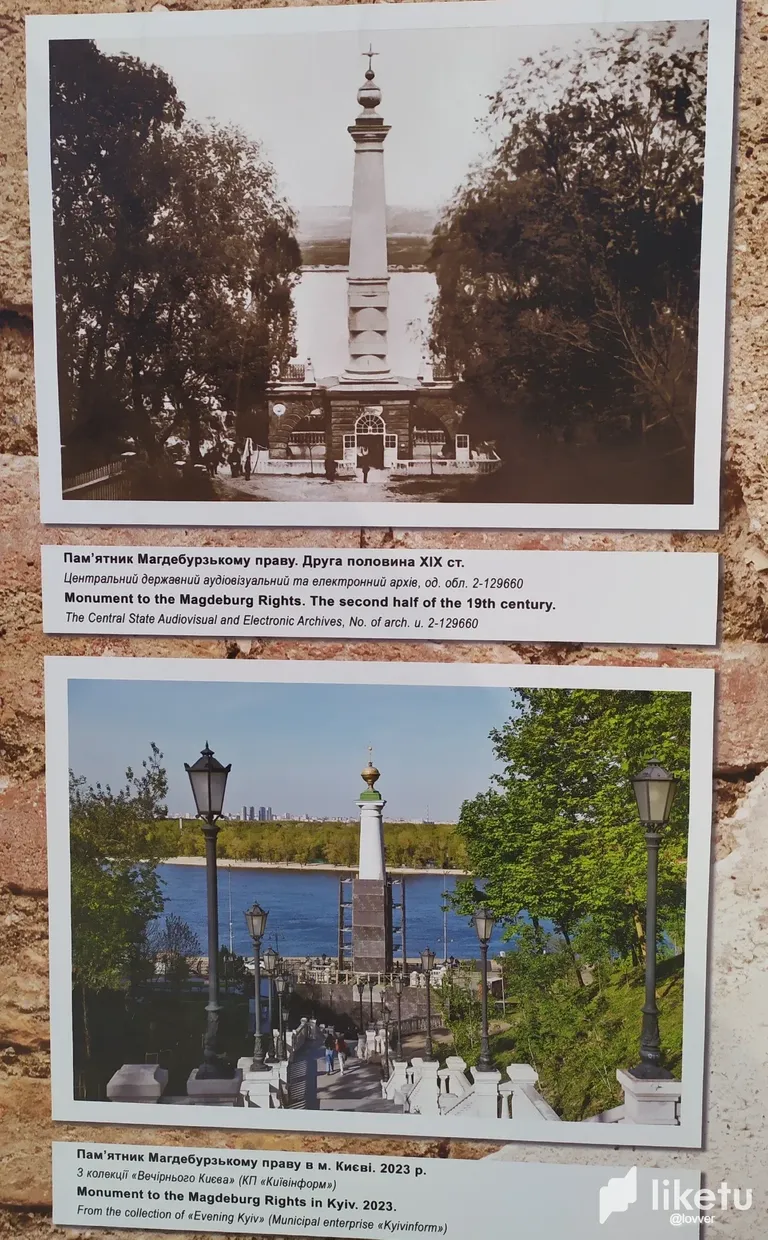 Пам'ятник Магдебурзькому праву. Друга половина XIX ст.
Центральний державний аудіовізуальний та електронний архів, од. обл. 2-129660
Monument to the Magdeburg Rights. The second half of the 19th century.
The Central State Audiovisual and Electronic Archives, No. of arch. u. 2-129660
Пам'ятник Магдебурзькому праву в м. Києві. 2023 р.
З колекції «Вечірнього Києва» (КП «Київінформ»)
Monument to the Magdeburg Rights in Kyiv. 2023.
From the collection of «Evening Kyiv» (Municipal enterprise «Kyivinform»)
liketu
@lovver